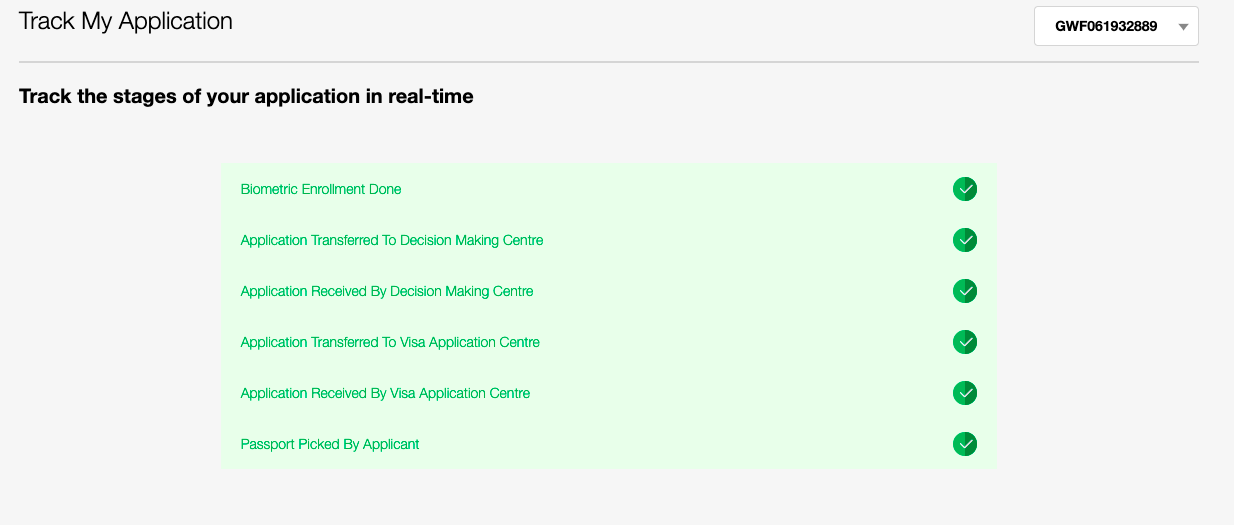 Track My Application
GWF061932889
Track the stages of your application in real-time
Biometric Enrollment Done
Application Transferred To Decision Making Centre
Application Received By Decision Making Centre
Application Transferred To Visa Application Centre
Application Received By Visa Application Centre
Passport Picked By Applicant